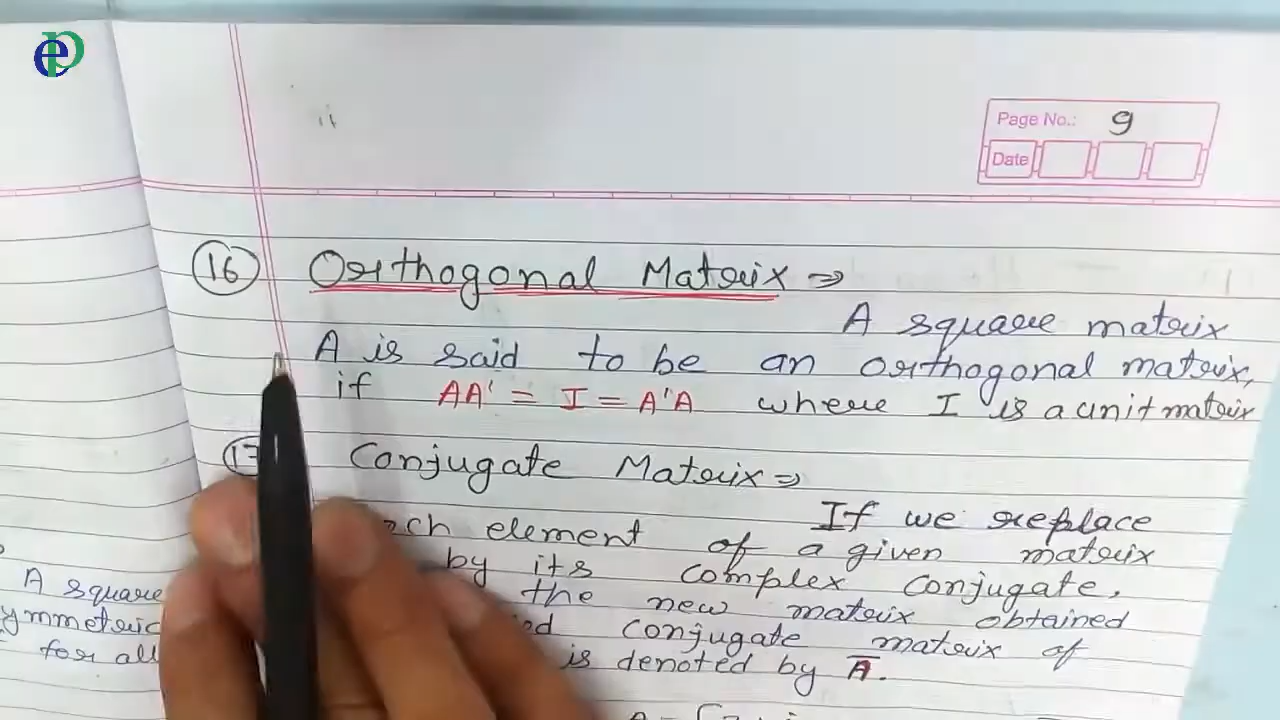 ep
Page No.: 9
Date
16 Orthogonal Matrix ⇒
A square matrix
A is said to be an orthogonal matrix,
if AA' = I = A'A where I is a unit matrix
17 Conjugate Matrix ⇒
If we replace
element of a given matrix
by its complex conjugate,
the new matrix obtained
conjugate matrix of
is denoted by A̅.
A square
for all